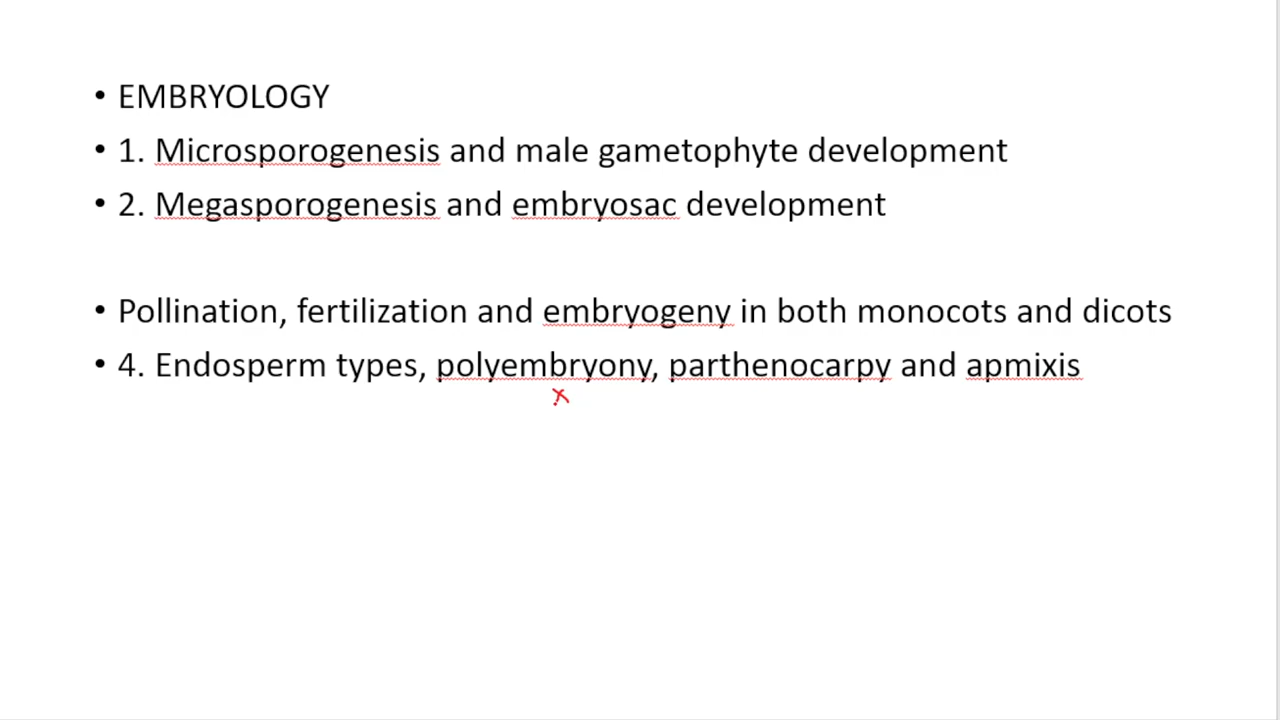 • EMBRYOLOGY
• 1. Microsporogenesis and male gametophyte development
• 2. Megasporogenesis and embryosac development
• Pollination, fertilization and embryogeny in both monocots and dicots
• 4. Endosperm types, polyembryony, parthenocarpy and apmixis
x